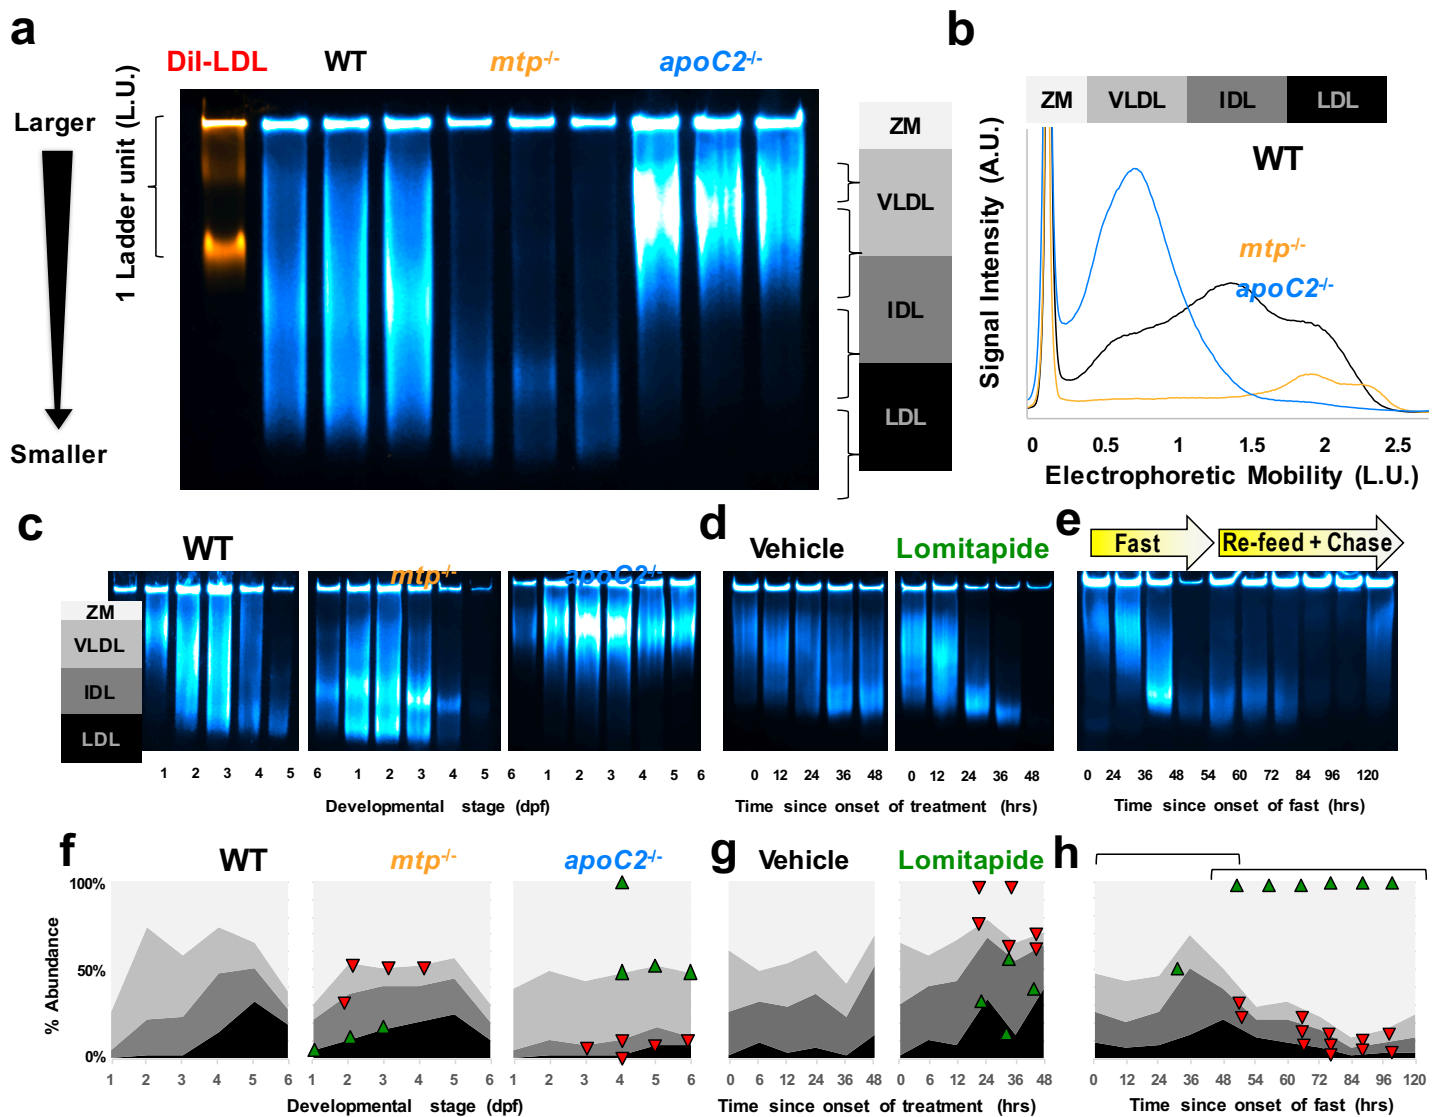 a
DiI-LDL WT mtp-/- apoC2-/-
Larger
Smaller
1 Ladder unit (L.U.)
ZM
VLDL
IDL
LDL
b
ZM VLDL IDL LDL
WT
mtp-/-
apoC2-/-
Signal Intensity (A.U.)
0 0.5 1 1.5 2 2.5
Electrophoretic Mobility (L.U.)
c
WT mtp-/- apoC2-/-
ZM
VLDL
IDL
LDL
1 2 3 4 5 6 1 2 3 4 5 6 1 2 3 4 5 6
Developmental stage (dpf)
d
Vehicle Lomitapide
0 12 24 36 48 0 12 24 36 48
Time since onset of treatment (hrs)
e
Fast Re-feed + Chase
0 24 36 48 54 60 72 84 96 120
Time since onset of fast (hrs)
f
WT mtp-/- apoC2-/-
% Abundance
100%
50%
0%
1 2 3 4 5 6 1 2 3 4 5 6 1 2 3 4 5 6
Developmental stage (dpf)
g
Vehicle Lomitapide
0 6 24 36 48 0 6 24 36 48
Time since onset of treatment (hrs)
h
0 12 24 36 48 60 72 84 96 120
Time since onset of fast (hrs)